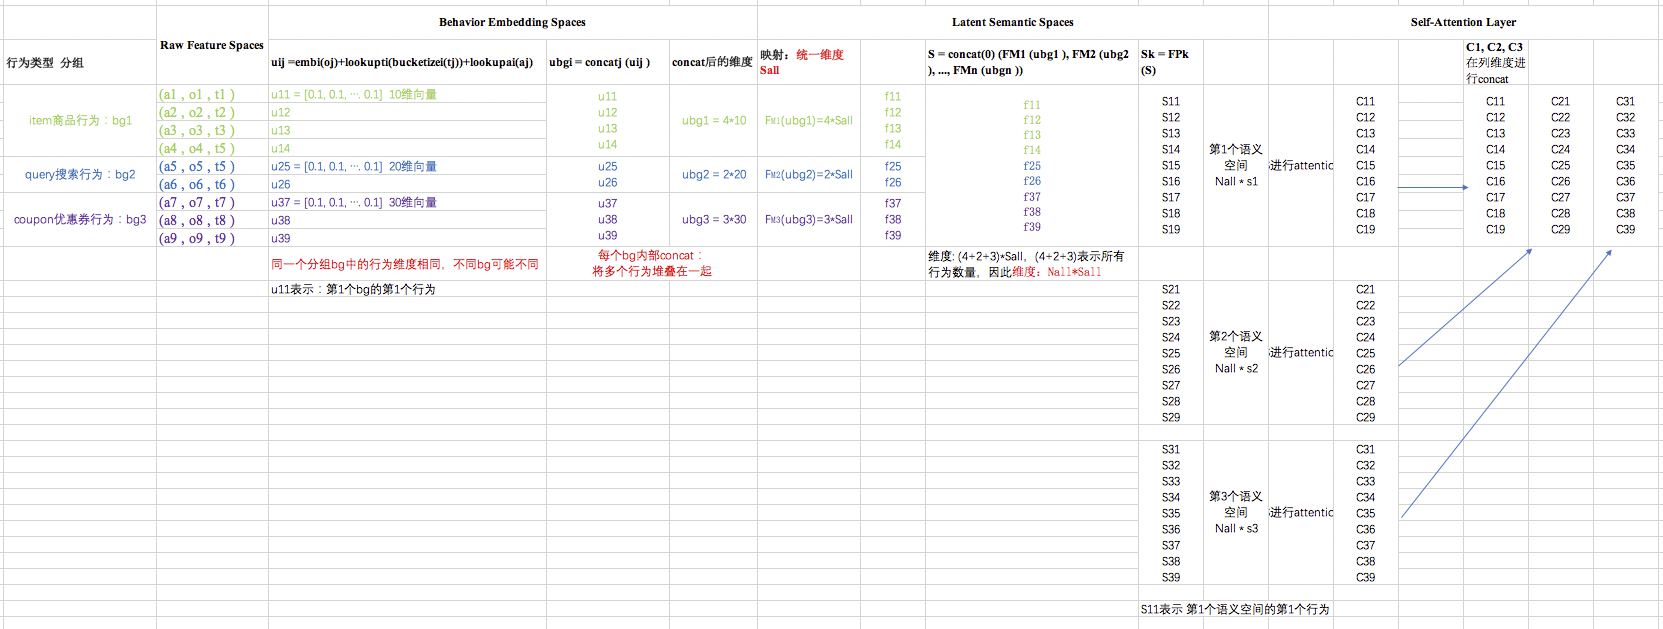 Behavior Embedding Spaces
Latent Semantic Spaces
Self-Attention Layer
行为类型 分组
Raw Feature Spaces
uij =embi(oj)+lookupti(bucketizei(tj))+lookupai(aj)
ubgi = concatj (uij )
concat后的维度
映射：统一维度
Sall
S = concat(0) (FM1 (ubg1 ), FM2 (ubg2
), ..., FMn (ubgn ))
Sk = FPk
(S)
C1, C2, C3
在列维度进
行concat
item商品行为：bg1
(a1 , o1 , t1 )
(a2 , o2 , t2 )
(a3 , o3 , t3 )
(a4 , o4 , t5 )
u11 = [0.1, 0.1, ···. 0.1] 10维向量
u12
u13
u14
u11
u12
u13
u14
ubg1 = 4*10
FM1(ubg1)=4*Sall
f11
f12
f13
f14
query搜索行为：bg2
(a5 , o5 , t5 )
(a6 , o6 , t6 )
u25 = [0.1, 0.1, ···. 0.1] 20维向量
u26
u25
u26
ubg2 = 2*20
FM2(ubg2)=2*Sall
f25
f26
coupon优惠券行为：bg3
(a7 , o7 , t7 )
(a8 , o8 , t8 )
(a9 , o9 , t9 )
u37 = [0.1, 0.1, ···. 0.1] 30维向量
u38
u39
u37
u38
u39
ubg3 = 3*30
FM3(ubg3)=3*Sall
f37
f38
f39
f11
f12
f13
f14
f25
f26
f37
f38
f39
S11
S12
S13
S14
S15
S16
S17
S18
S19
第1个语义
空间
Nall * s1
进行attentic
C11
C12
C13
C14
C15
C16
C17
C18
C19
C11 C21 C31
C12 C22 C32
C13 C23 C33
C14 C24 C34
C15 C25 C35
C16 C26 C36
C17 C27 C37
C18 C28 C38
C19 C29 C39
同一个分组bg中的行为维度相同，不同bg可能不同
每个bg内部concat：
将多个行为堆叠在一起
维度: (4+2+3)*Sall，(4+2+3)表示所有
行为数量，因此维度：Nall*Sall
u11表示：第1个bg的第1个行为
S21
S22
S23
S24
S25
S26
S27
S28
S29
第2个语义
空间
Nall * s2
进行attentic
C21
C22
C23
C24
C25
C26
C27
C28
C29
S31
S32
S33
S34
S35
S36
S37
S38
S39
第3个语义
空间
Nall * s3
进行attentic
C31
C32
C33
C34
C35
C36
C37
C38
C39
S11表示 第1个语义空间的第1个行为